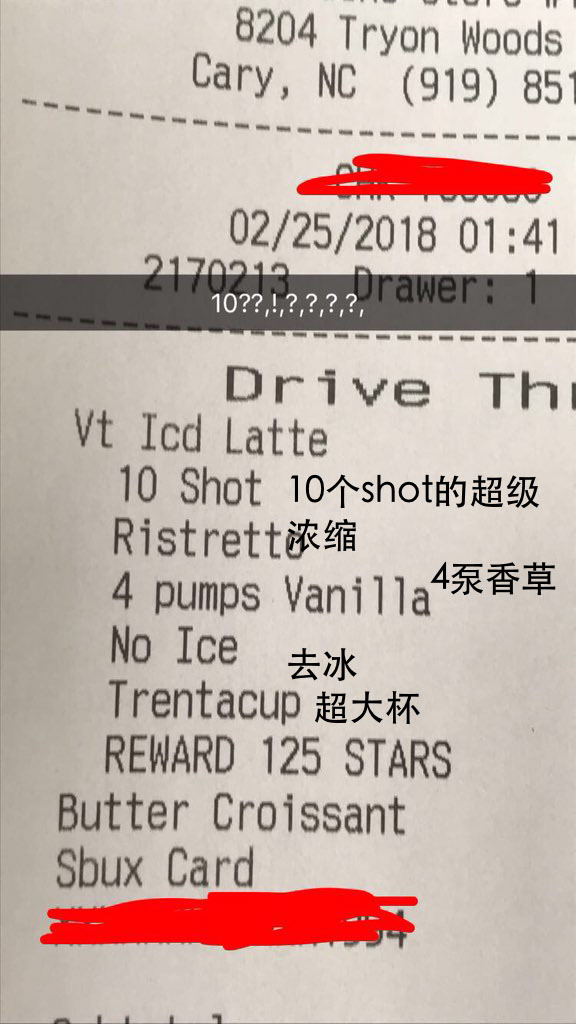 8204 Tryon Woods
Cary, NC (919) 851
02/25/2018 01:41
2170213 Drawer: 1
10??,!,?,?,?,?,
Drive
Vt Icd Latte
10 Shot 10个shot的超级
Ristretto 浓缩
4 pumps Vanilla 4泵香草
No Ice 去冰
Trentacup 超大杯
REWARD 125 STARS
Butter Croissant
Sbux Card